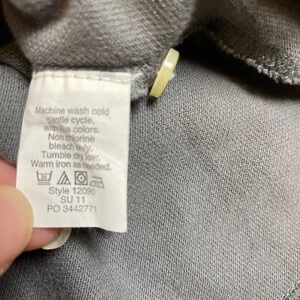 Machine wash cold
gentle cycle,
with like colors.
Non chlorine
bleach only.
Tumble dry low.
Warm iron as needed.
Style 12090
SU 11
PO 3442771